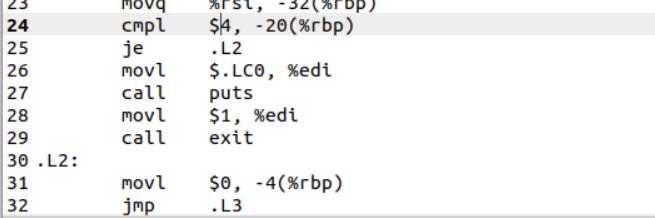 23 movq %rsi, -32(%rbp)
24 cmpl $4, -20(%rbp)
25 je .L2
26 movl $.LC0, %edi
27 call puts
28 movl $1, %edi
29 call exit
30 .L2:
31 movl $0, -4(%rbp)
32 jmp .L3